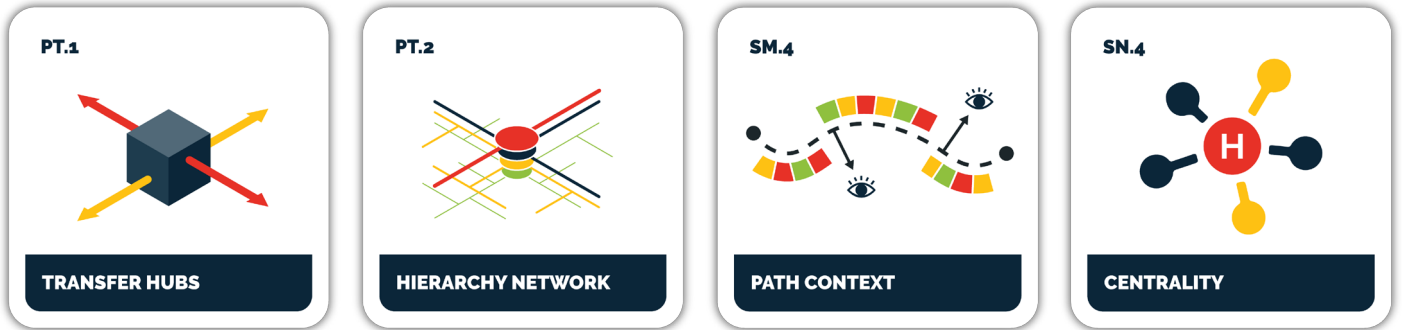 PT.1
TRANSFER HUBS
PT.2
HIERARCHY NETWORK
SM.4
PATH CONTEXT
SN.4
H
CENTRALITY